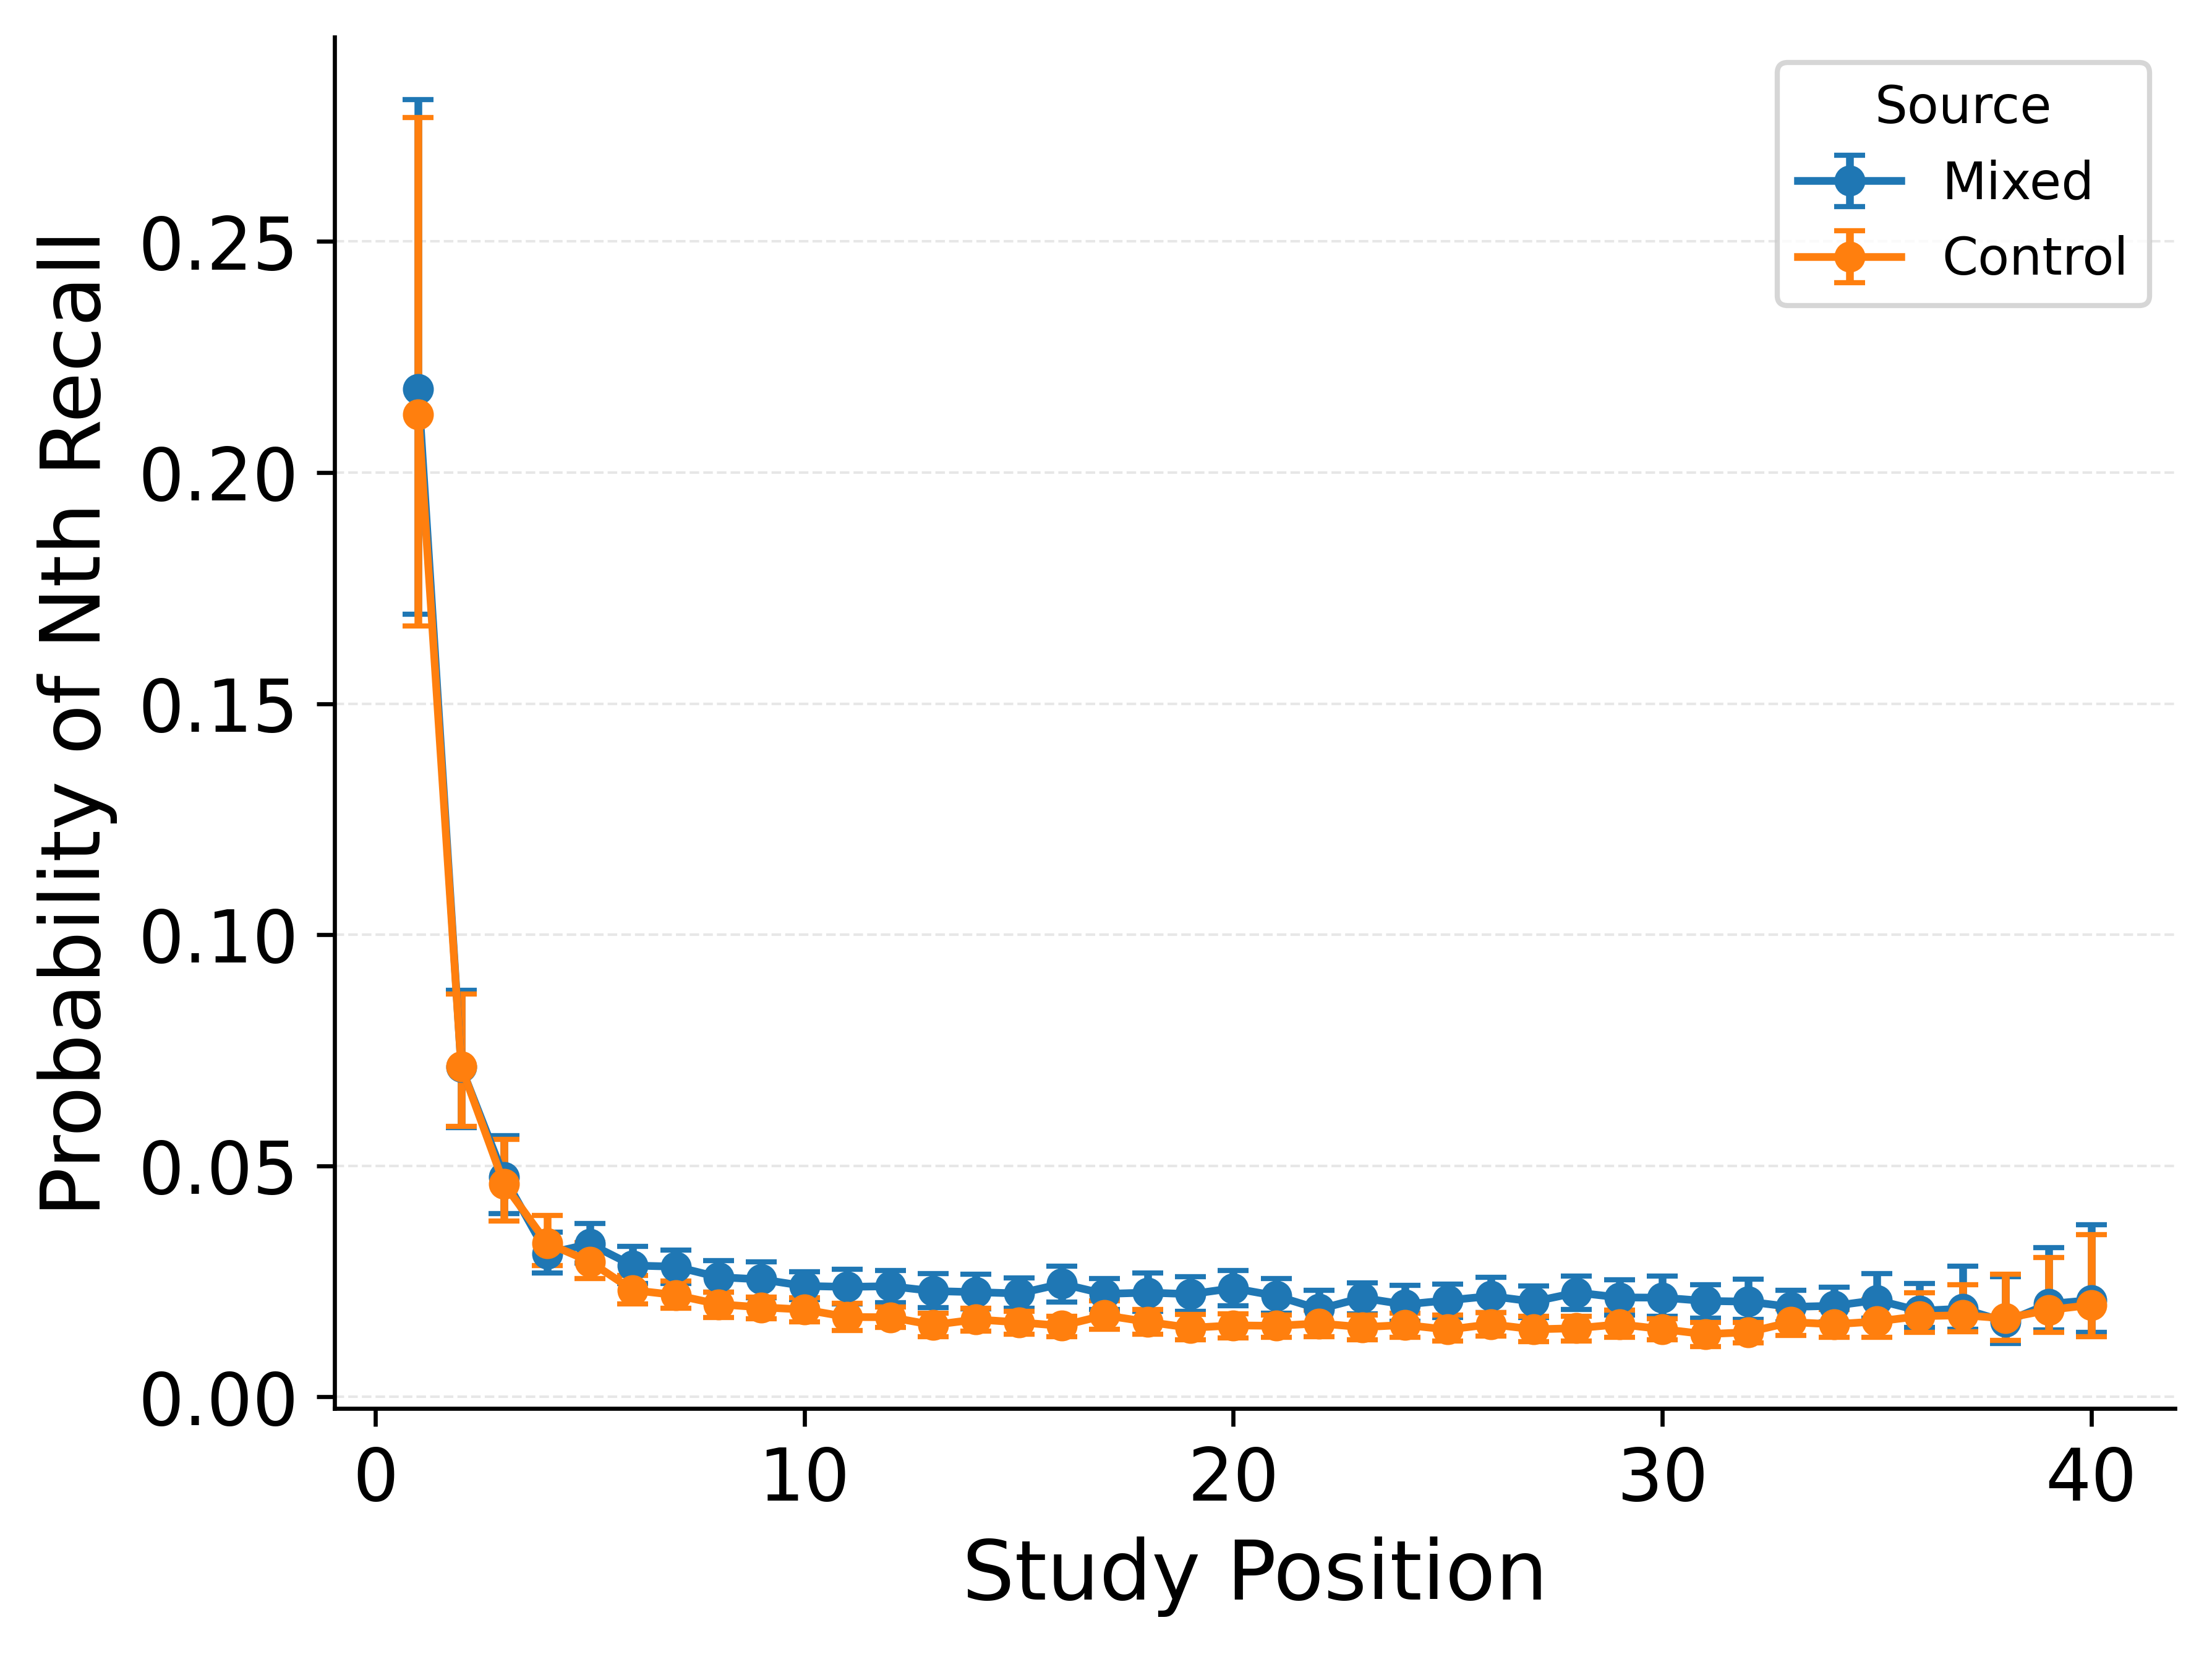 Probability of Nth Recall
0.25
0.20
0.15
0.10
0.05
0.00
0
10
20
30
40
Study Position
Source
Mixed
Control